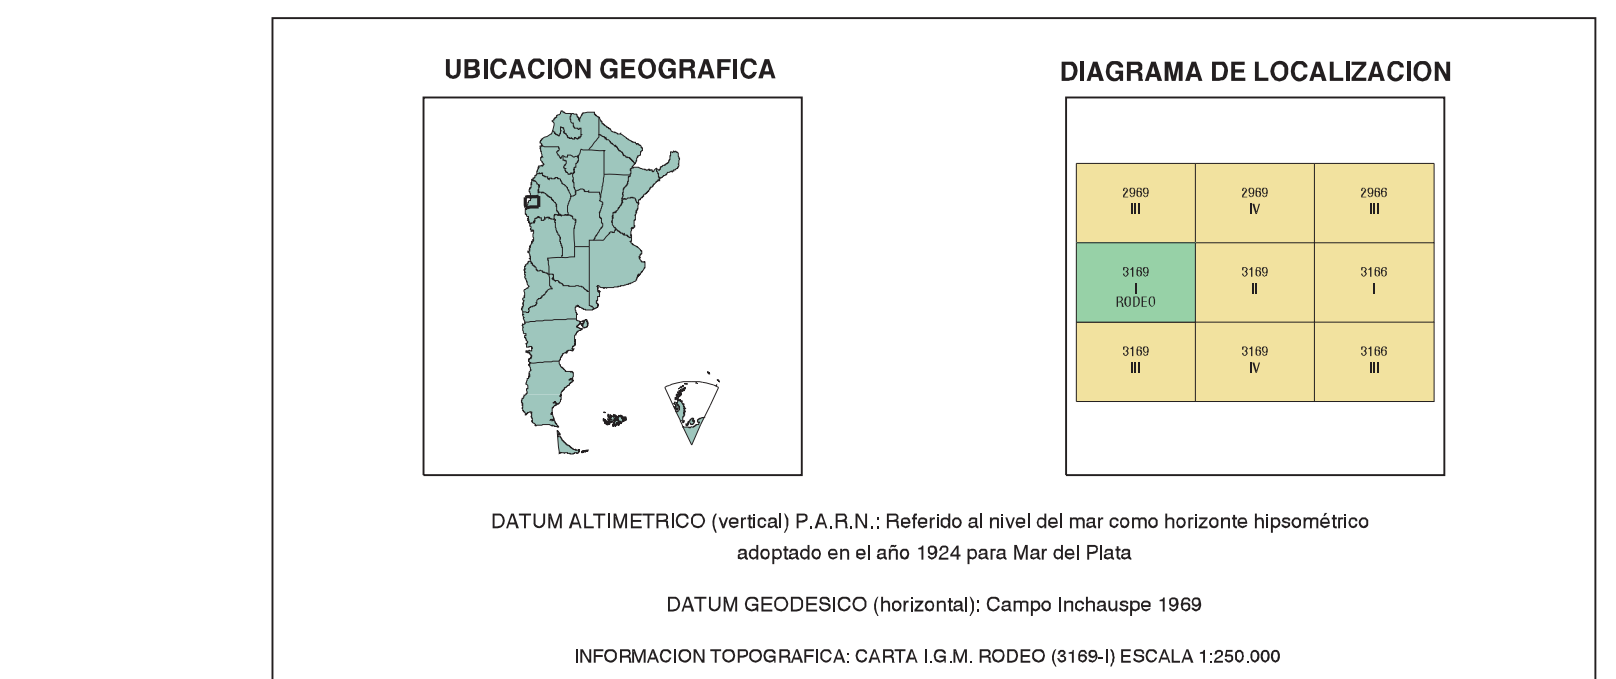 UBICACION GEOGRAFICA
DIAGRAMA DE LOCALIZACION
2969
III
2969
IV
2966
III
3169
I
RODEO
3169
II
3166
I
3169
III
3169
IV
3166
III
DATUM ALTIMETRICO (vertical) P.A.R.N.: Referido al nivel del mar como horizonte hipsométrico
adoptado en el año 1924 para Mar del Plata
DATUM GEODESICO (horizontal): Campo Inchauspe 1969
INFORMACION TOPOGRAFICA: CARTA I.G.M. RODEO (3169-I) ESCALA 1:250.000